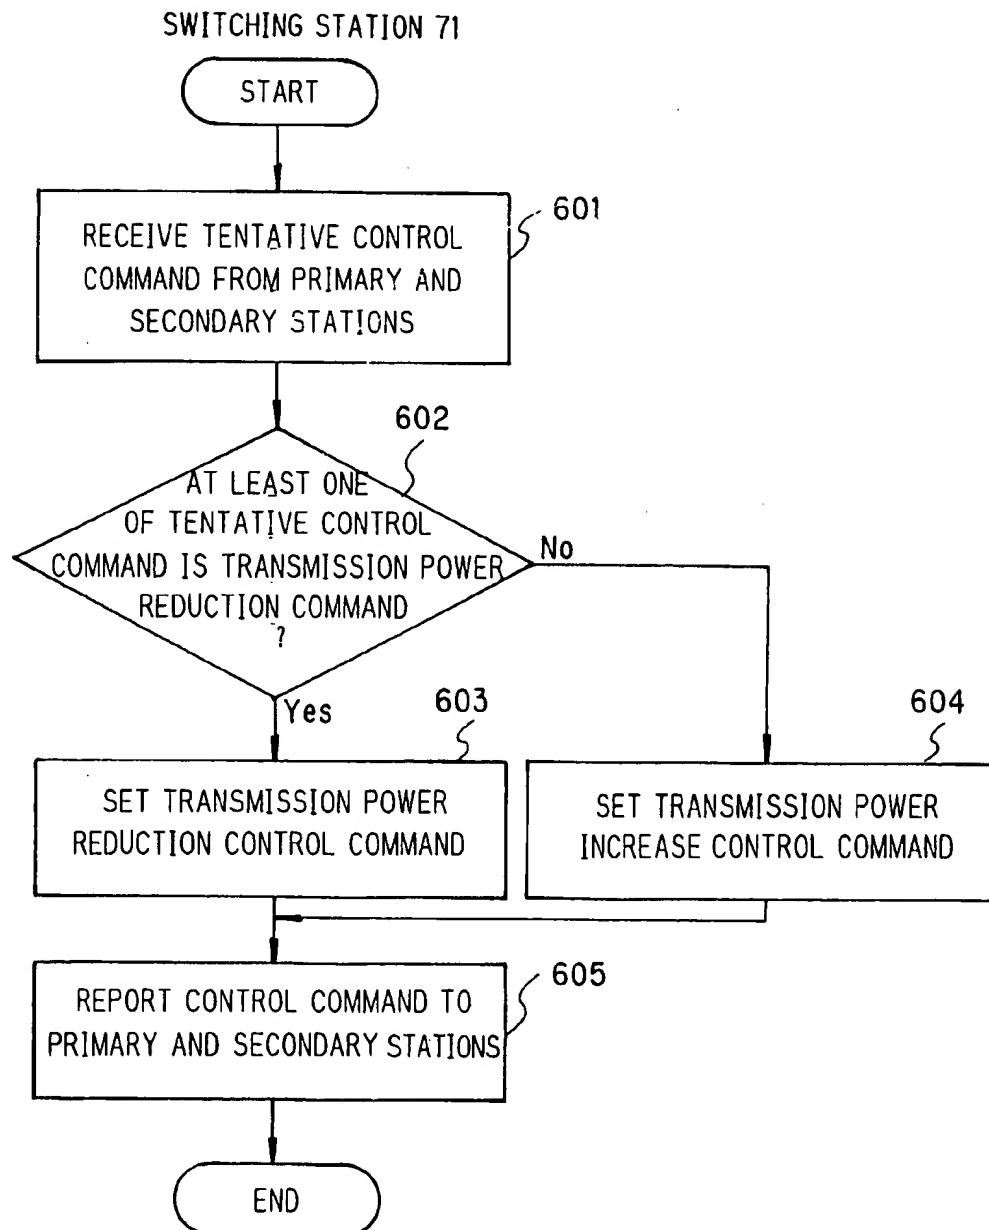 SWITCHING STATION 71
START
601
RECEIVE TENTATIVE CONTROL
COMMAND FROM PRIMARY AND
SECONDARY STATIONS
602
AT LEAST ONE
OF TENTATIVE CONTROL
COMMAND IS TRANSMISSION POWER
REDUCTION COMMAND
?
No
Yes
603
SET TRANSMISSION POWER
REDUCTION CONTROL COMMAND
604
SET TRANSMISSION POWER
INCREASE CONTROL COMMAND
605
REPORT CONTROL COMMAND TO
PRIMARY AND SECONDARY STATIONS
END